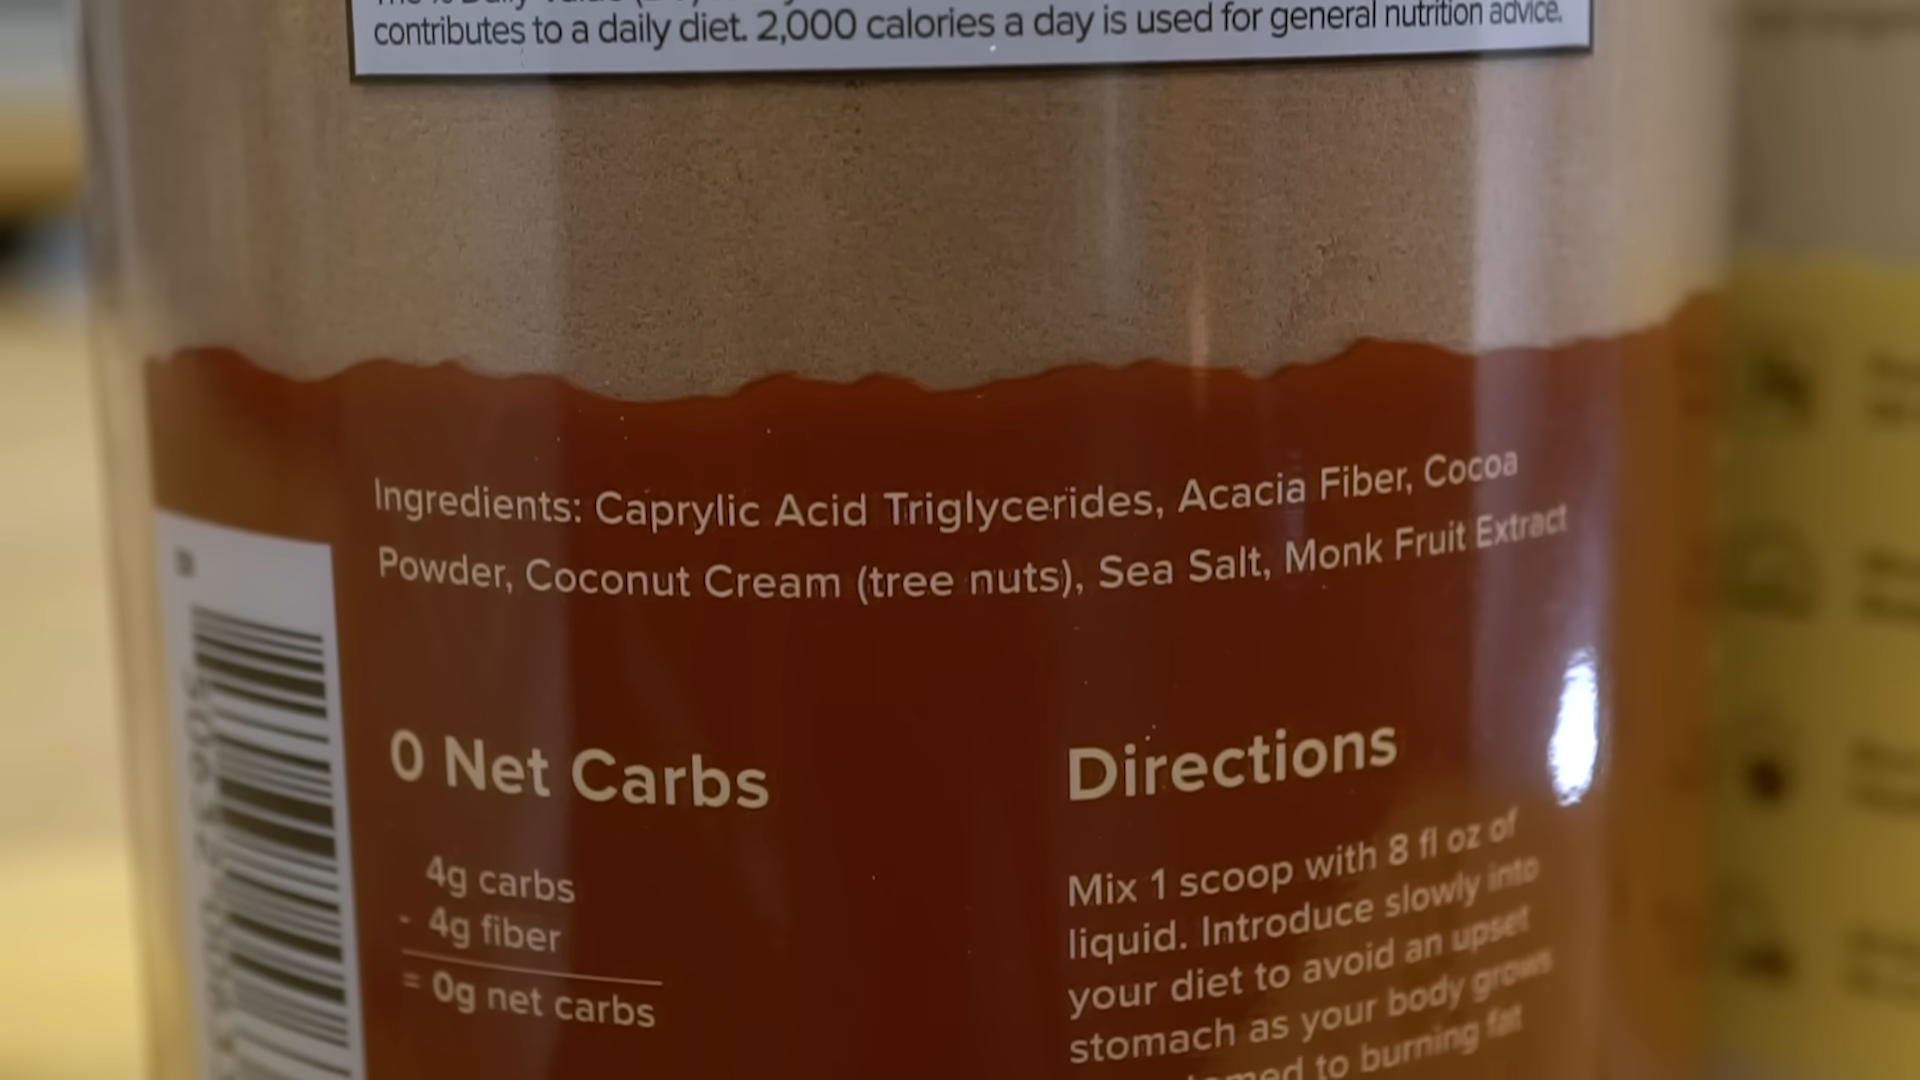 contributes to a daily diet. 2,000 calories a day is used for general nutrition advice.
Ingredients: Caprylic Acid Triglycerides, Acacia Fiber, Cocoa
Powder, Coconut Cream (tree nuts), Sea Salt, Monk Fruit Extract
0 Net Carbs
4g carbs
- 4g fiber
= 0g net carbs
Directions
Mix 1 scoop with 8 fl oz of
liquid. Introduce slowly into
your diet to avoid an upset
stomach as your body grows
to burning fat